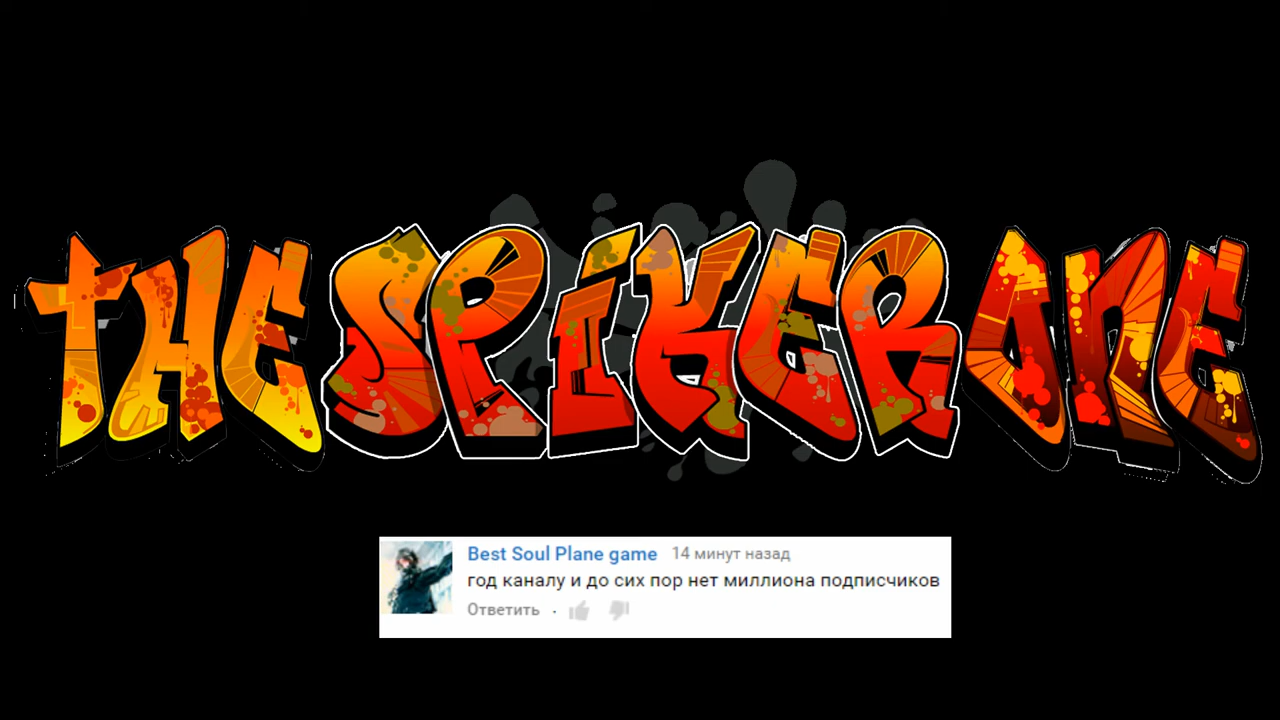 THE SPiKER ONE
Best Soul Plane game 14 минут назад
год каналу и до сих пор нет миллиона подписчиков
Ответить ·